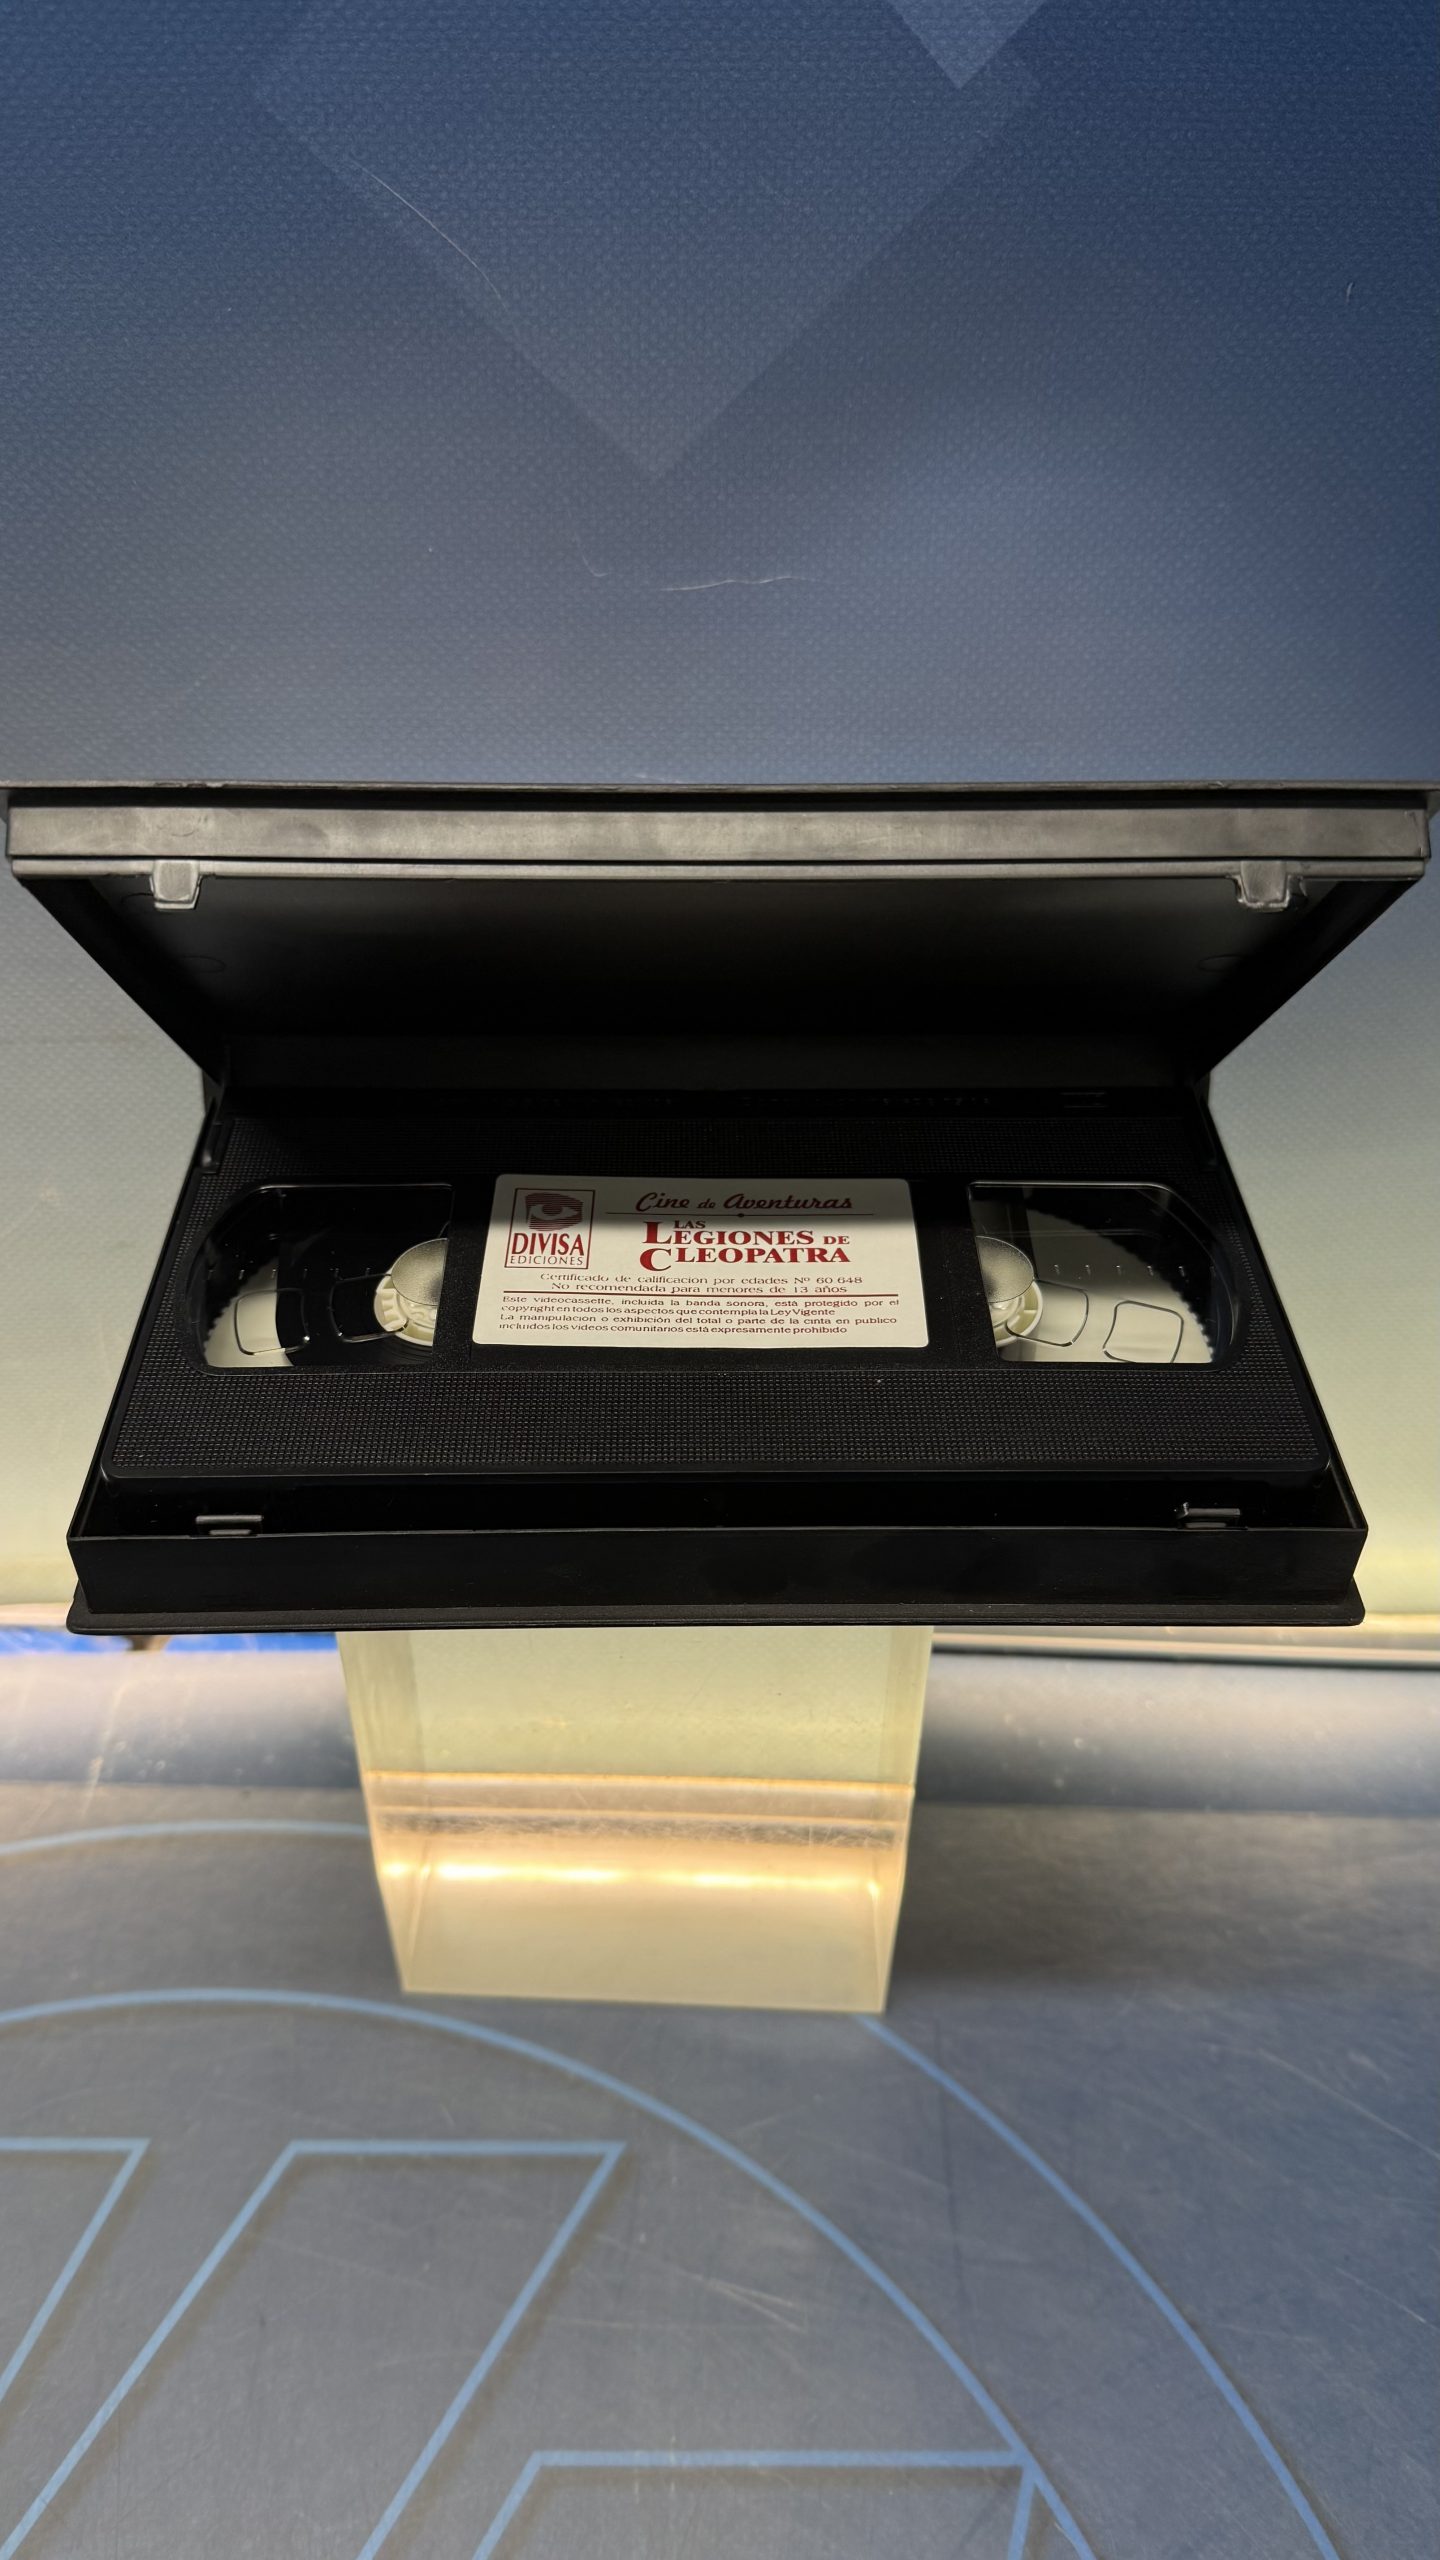 DIVISA
EDICIONES
Cine de Aventuras
LAS
LEGIONES DE
CLEOPATRA
Certificado de calificacion por edades Nº 60 648
No recomendada para menores de 13 años
Este videocassette, incluida la banda sonora, está protegido por el
copyright en todos los aspectos que contempla la Ley Vigente
La manipulacion o exhibición del total o parte de la cinta en publico
incluidos los videos comunitarios está expresamente prohibido